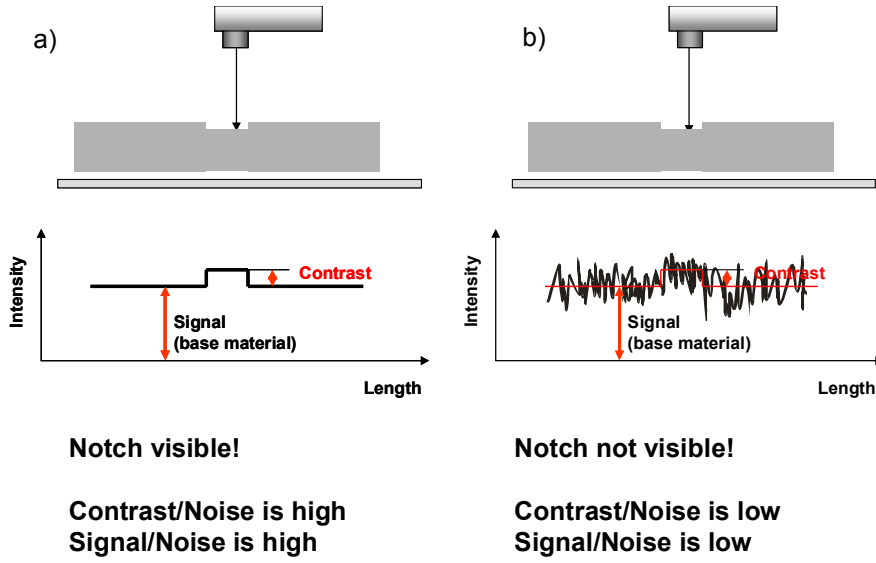 a)
Intensity
Contrast
Signal
(base material)
Length
Notch visible!
Contrast/Noise is high
Signal/Noise is high
b)
Intensity
Contrast
Signal
(base material)
Length
Notch not visible!
Contrast/Noise is low
Signal/Noise is low